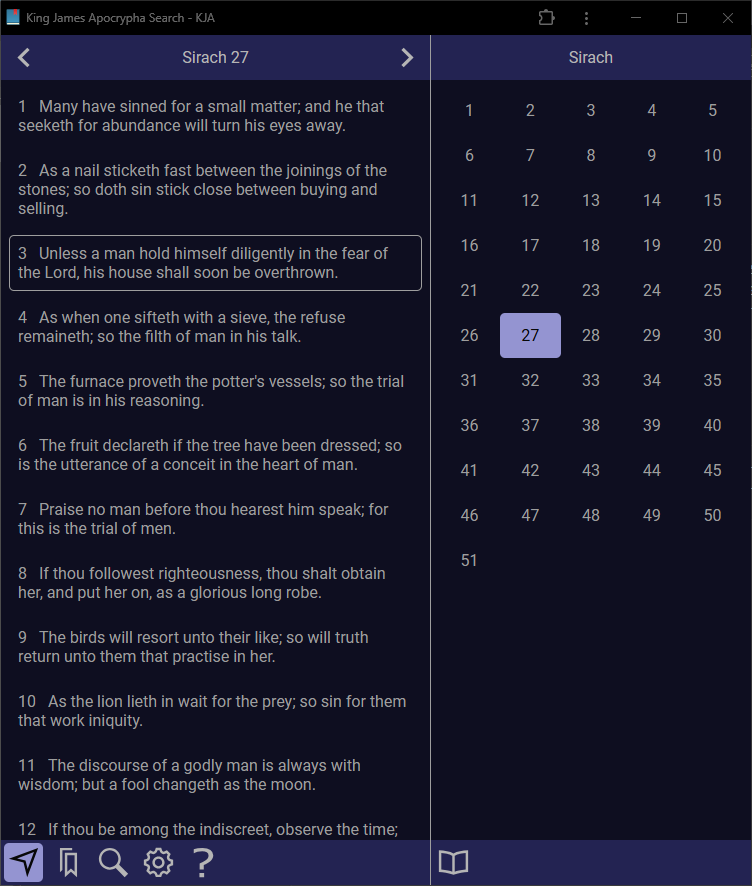 King James Apocrypha Search - KJA
Sirach 27
1 Many have sinned for a small matter; and he that
seeketh for abundance will turn his eyes away.
2 As a nail sticketh fast between the joinings of the
stones; so doth sin stick close between buying and
selling.
3 Unless a man hold himself diligently in the fear of
the Lord, his house shall soon be overthrown.
4 As when one sifteth with a sieve, the refuse
remaineth; so the filth of man in his talk.
5 The furnace proveth the potter's vessels; so the trial
of man is in his reasoning.
6 The fruit declareth if the tree have been dressed; so
is the utterance of a conceit in the heart of man.
7 Praise no man before thou hearest him speak; for
this is the trial of men.
8 If thou followest righteousness, thou shalt obtain
her, and put her on, as a glorious long robe.
9 The birds will resort unto their like; so will truth
return unto them that practise in her.
10 As the lion lieth in wait for the prey; so sin for them
that work iniquity.
11 The discourse of a godly man is always with
wisdom; but a fool changeth as the moon.
12 If thou be among the indiscreet, observe the time;
Sirach
1 2 3 4 5
6 7 8 9 10
11 12 13 14 15
16 17 18 19 20
21 22 23 24 25
26 27 28 29 30
31 32 33 34 35
36 37 38 39 40
41 42 43 44 45
46 47 48 49 50
51